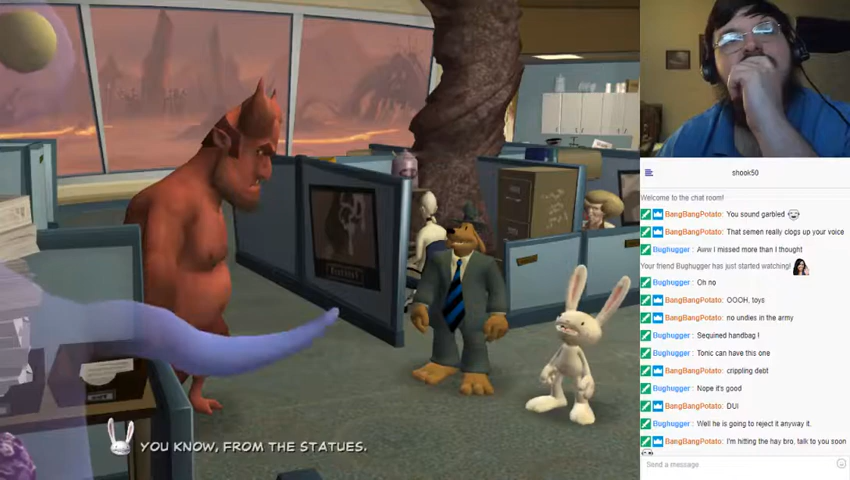 shook50
Welcome to the chat room!
BangBangPotato: You sound garbled
BangBangPotato: That semen really clogs up your voice
Bughugger : Aww I missed more than I thought
Your friend Bughugger has just started watching!
Bughugger : Oh no
BangBangPotato: OOOH, toys
BangBangPotato: no undies in the army
Bughugger : Sequined handbag !
Bughugger : Tonic can have this one
BangBangPotato: crippling debt
Bughugger : Nope it's good
BangBangPotato: DUI
Bughugger : Well he is going to reject it anyway it.
BangBangPotato: I'm hitting the hay bro, talk to you soon
Send a message
YOU KNOW, FROM THE STATUES.